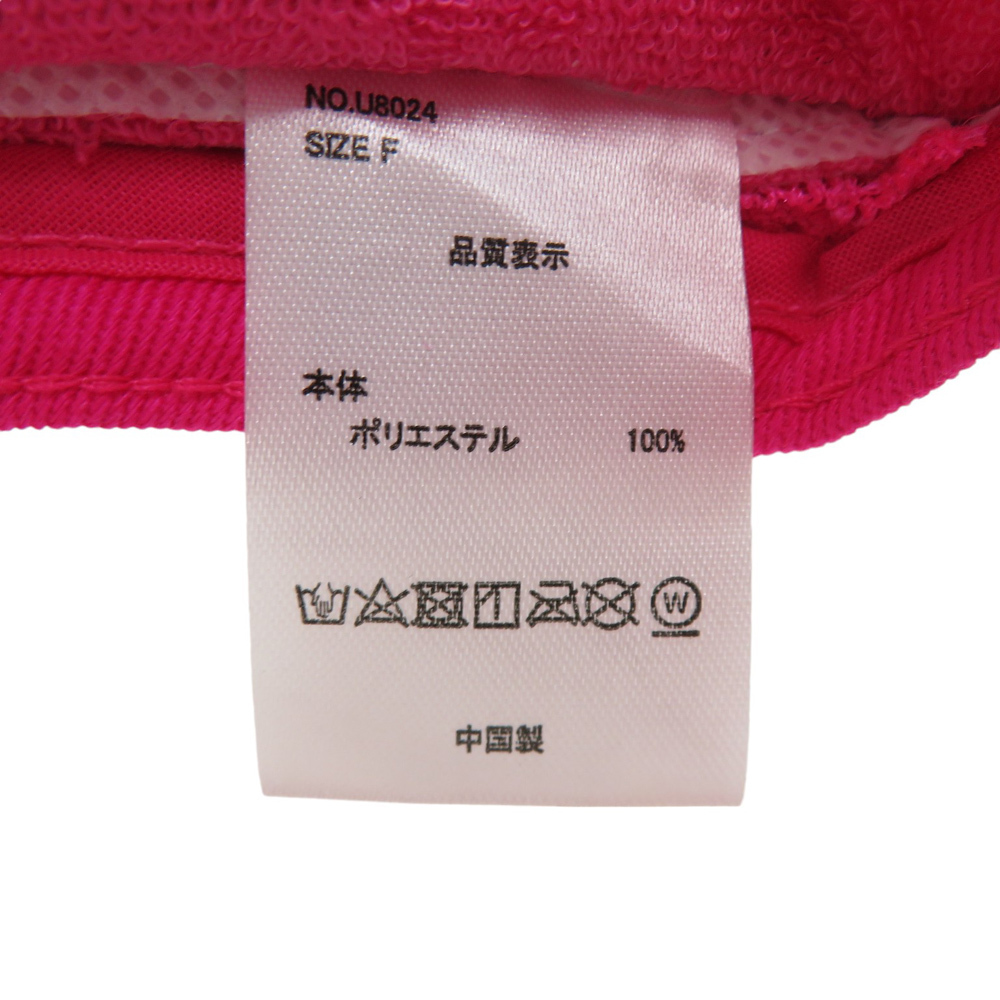 NO.U8024
SIZE F
品質表示
本体
ポリエステル 100%
W
中国製